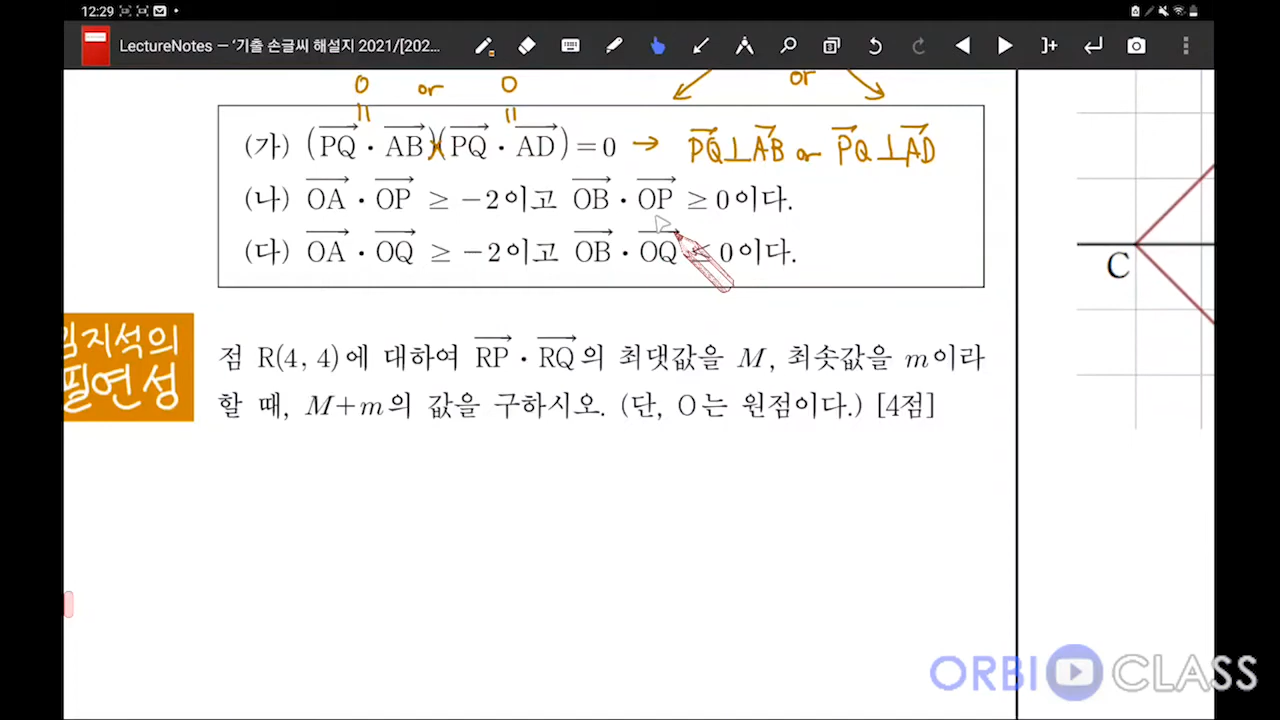 12:29
LectureNotes – '기출 손글씨 해설지 2021/[202...
0 or 0
or
(가) (PQ · AB)(PQ · AD) = 0 → PQ⊥AB or PQ⊥AD
(나) OA · OP ≥ -2이고 OB · OP ≥ 0이다.
(다) OA · OQ ≥ -2이고 OB · OQ ≤ 0이다.
C
임지석의
필연성
점 R(4, 4)에 대하여 RP · RQ의 최댓값을 M, 최솟값을 m이라
할 때, M+m의 값을 구하시오. (단, O는 원점이다.) [4점]
ORBI CLASS